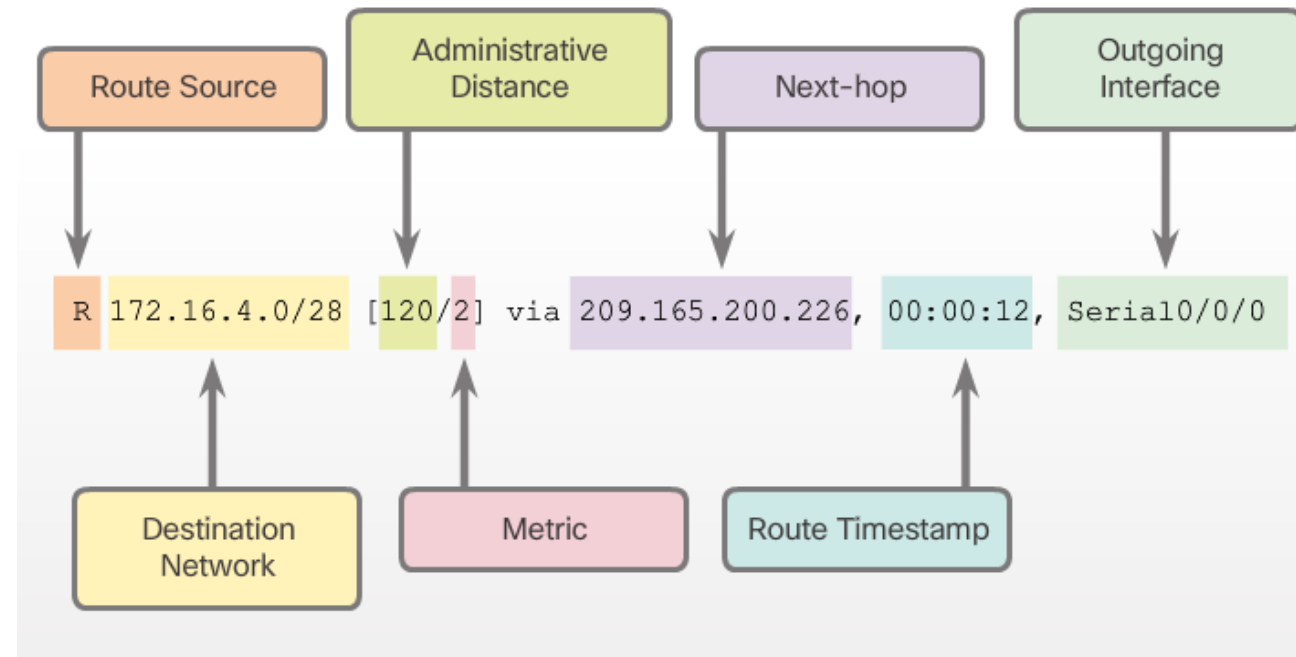 Route Source
Administrative
Distance
Next-hop
Outgoing
Interface
R 172.16.4.0/28 [120/2] via 209.165.200.226, 00:00:12, Serial0/0/0
Destination
Network
Metric
Route Timestamp